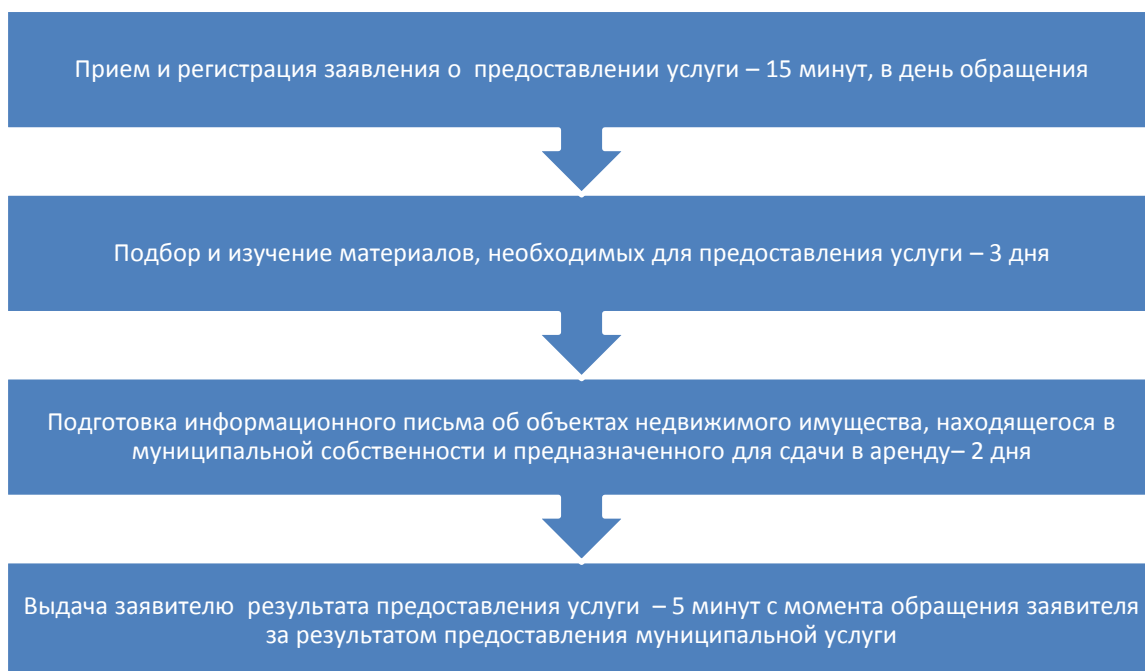 Прием и регистрация заявления о  предоставлении услуги – 15 минут, в день обращения
Подбор и изучение материалов, необходимых для предоставления услуги – 3 дня
Подготовка информационного письма об объектах недвижимого имущества, находящегося в
муниципальной собственности и предназначенного для сдачи в аренду– 2 дня
Выдача заявителю  результата предоставления услуги  – 5 минут с момента обращения заявителя
за результатом предоставления муниципальной услуги